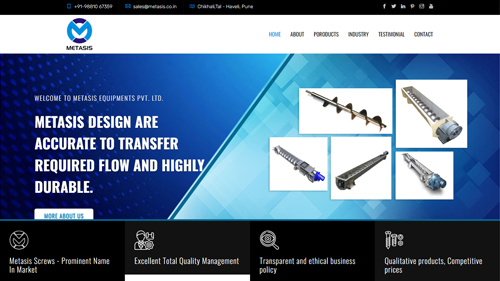 +91-98810 67359 sales@metasis.co.in Chikhali,Tal - Haveli, Pune
METASIS
HOME ABOUT PORODUCTS INDUSTRY TESTIMONIAL CONTACT
WELCOME TO METASIS EQUIPMENTS PVT. LTD.
METASIS DESIGN ARE
ACCURATE TO TRANSFER
REQUIRED FLOW AND HIGHLY
DURABLE.
MORE ABOUT US
Metasis Screws - Prominent Name
In Market
Excellent Total Quality Management
Transparent and ethical business
policy
Qualitative products, Competitive
prices